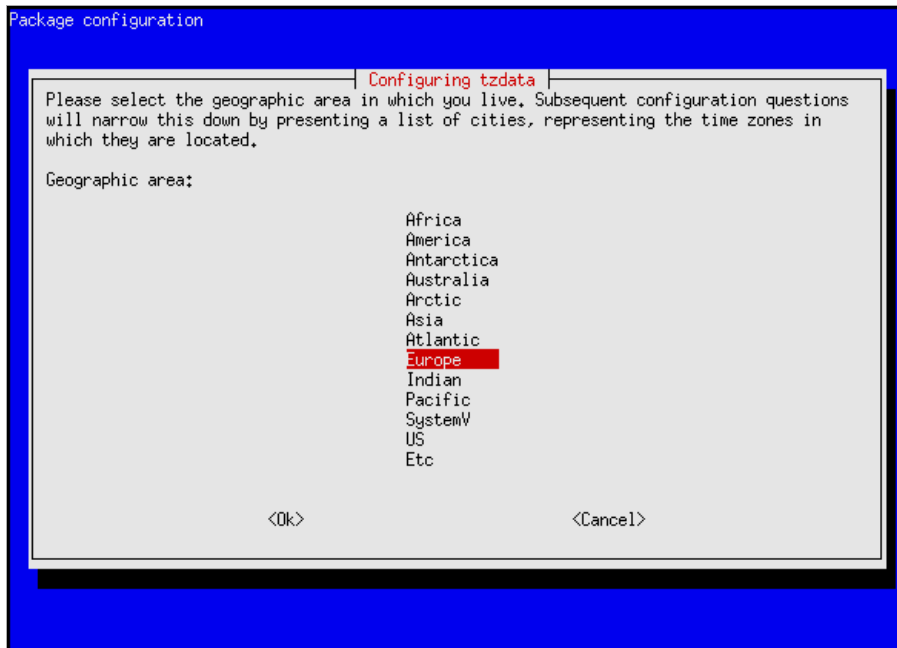 Package configuration
Configuring tzdata
Please select the geographic area in which you live. Subsequent configuration questions
will narrow this down by presenting a list of cities, representing the time zones in
which they are located.
Geographic area:
Africa
America
Antarctica
Australia
Arctic
Asia
Atlantic
Europe
Indian
Pacific
SystemV
US
Etc
<Ok> <Cancel>